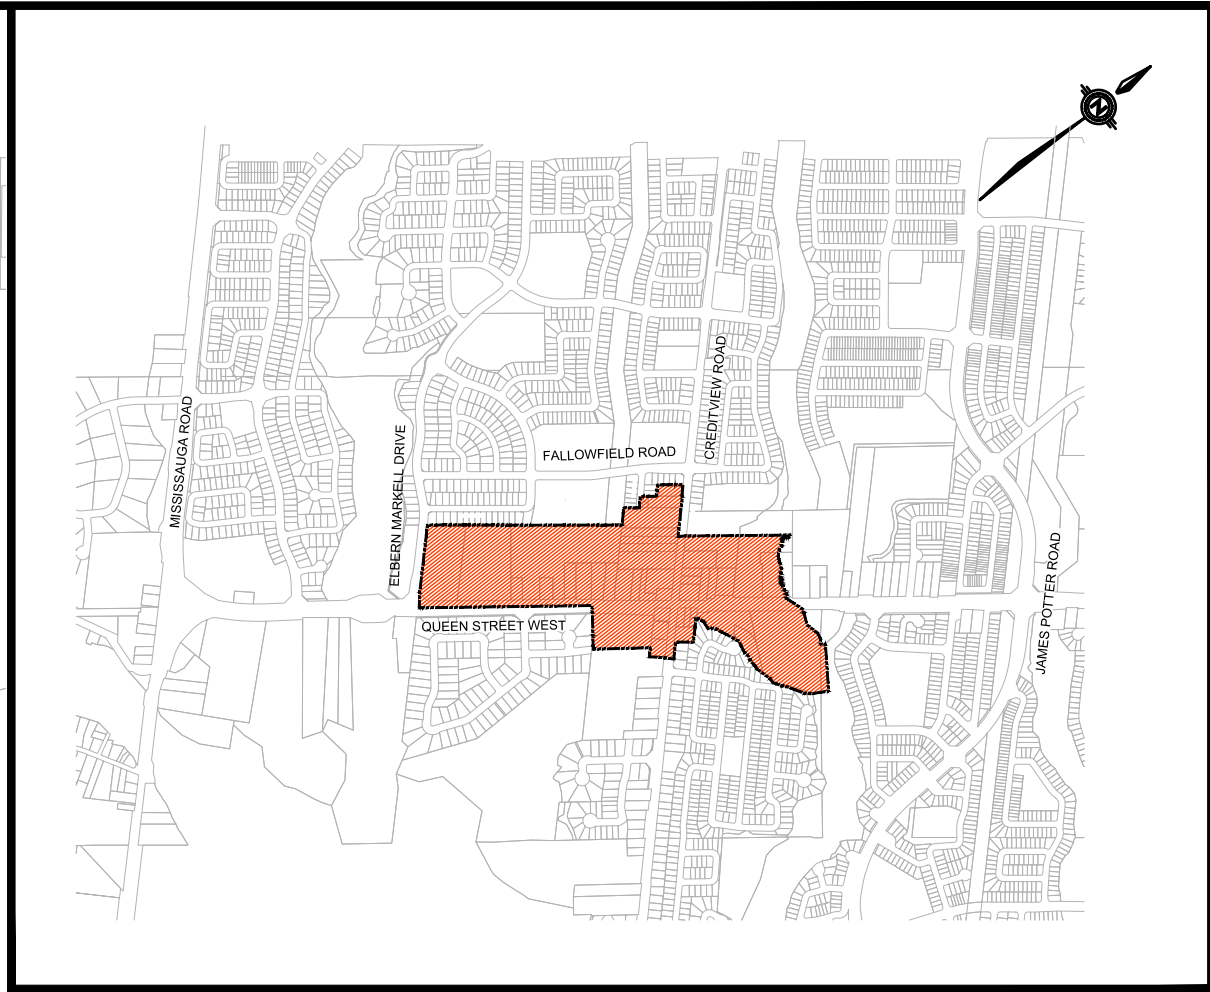 N
CREDITVIEW ROAD
MISSISSAUGA ROAD
ELBERN MARKELL DRIVE
FALLOWFIELD ROAD
JAMES POTTER ROAD
QUEEN STREET WEST